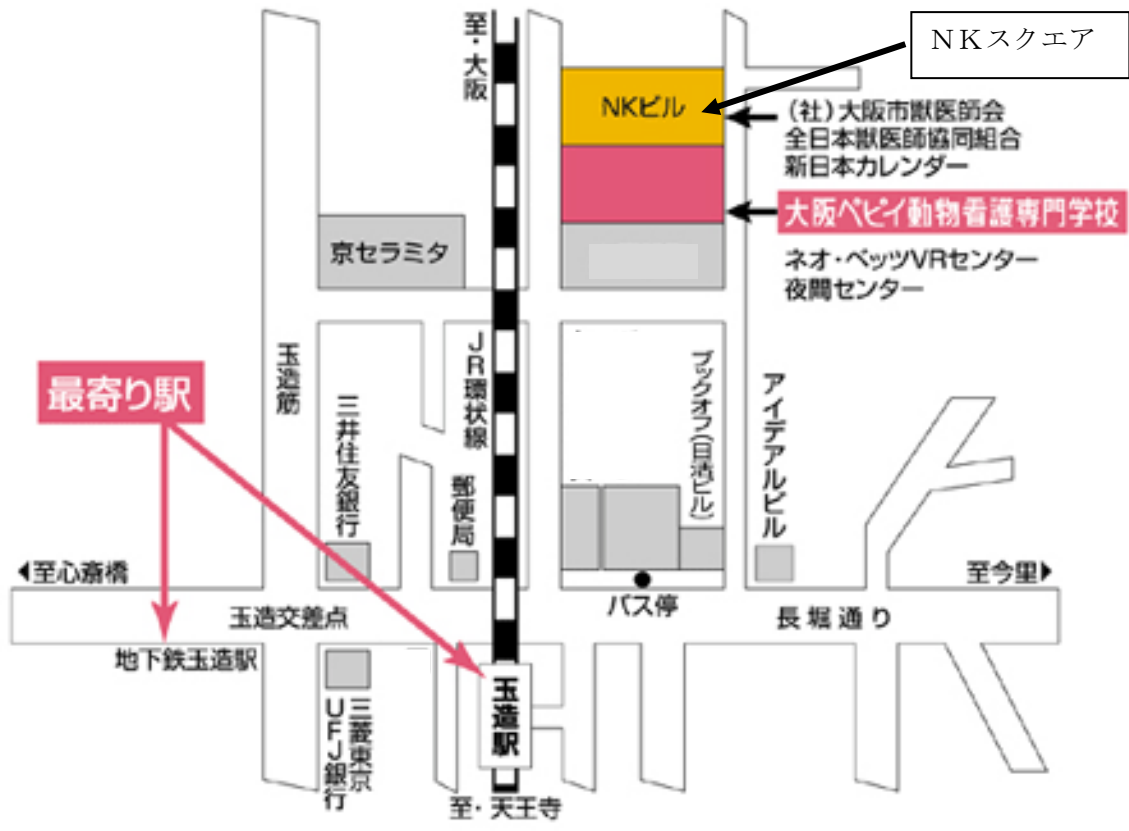 至・大阪
NKスクエア
NKビル
(社)大阪市獣医師会
全日本獣医師協同組合
新日本カレンダー
大阪ペピイ動物看護専門学校
ネオ・ベッツVRセンター
夜間センター
京セラミタ
玉造筋
JR環状線
最寄り駅
三井住友銀行
郵便局
ブックオフ(日活ビル)
アイデアルビル
◀至心斎橋
至今里▶
玉造交差点
バス停
長堀通り
地下鉄玉造駅
三菱東京
UFJ銀行
玉造駅
至・天王寺